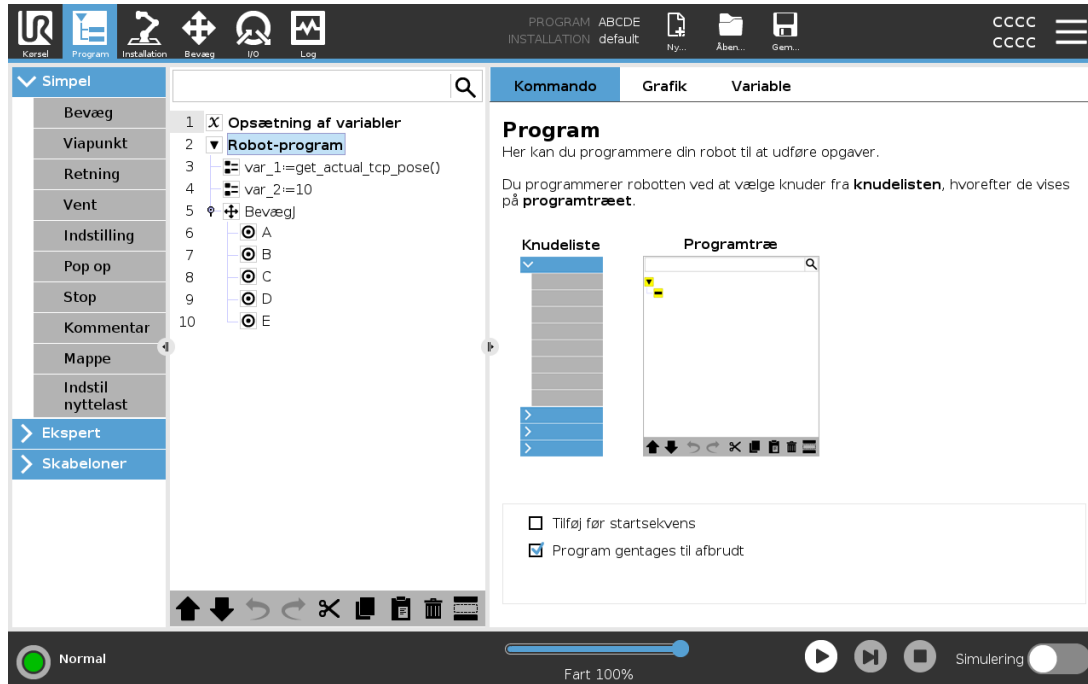 PROGRAM ABCDE
INSTALLATION default
UR
Kørsel
Program
Installation
Bevæg
I/O
Log
Ny...
Åben...
Gem...
CCCC
CCCC
Simpel
Bevæg
Viapunkt
Retning
Vent
Indstilling
Pop op
Stop
Kommentar
Mappe
Indstil
nyttelast
Ekspert
Skabeloner
1 X Opsætning af variabler
2 Robot-program
3 var_1:=get_actual_tcp_pose()
4 var_2:=10
5 BevægJ
6 A
7 B
8 C
9 D
10 E
Kommando Grafik Variable
Program
Her kan du programmere din robot til at udføre opgaver.
Du programmerer robotten ved at vælge knuder fra knudelisten, hvorefter de vises
på programtræet.
Knudeliste
Programtræ
Tilføj før startsekvens
Program gentages til afbrudt
Normal
Fart 100%
Simulering